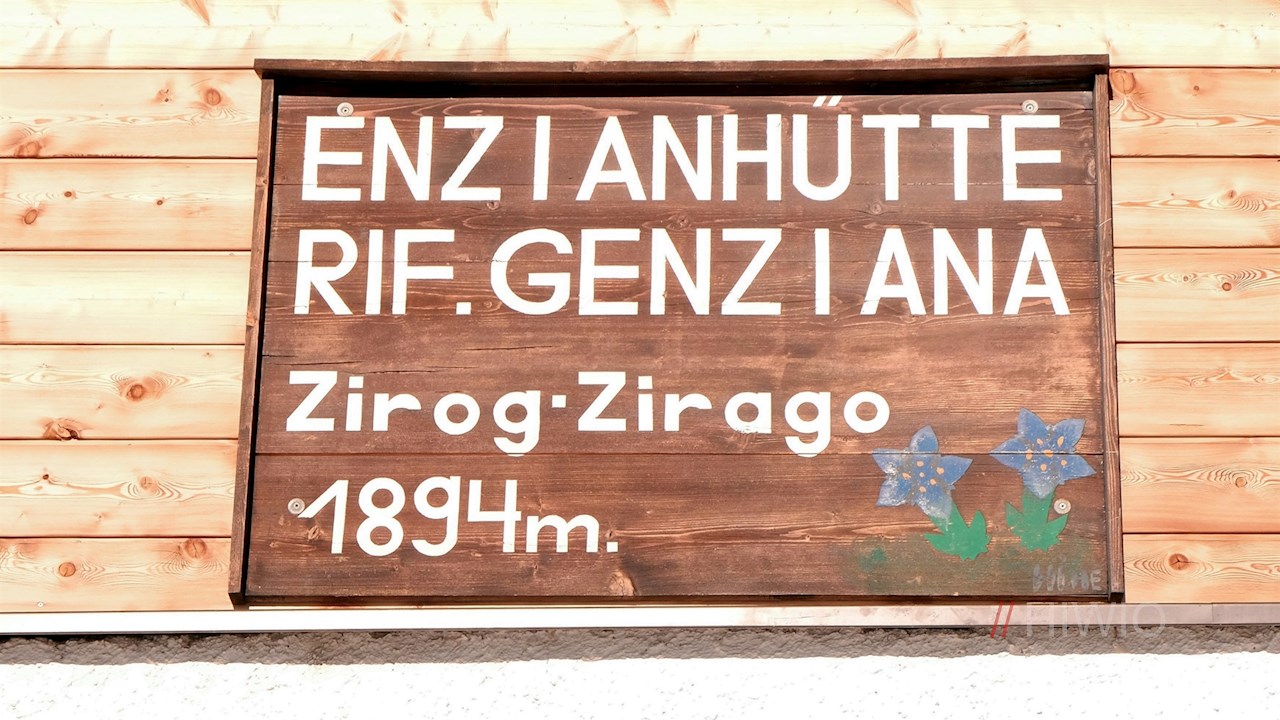 ENZIANHÜTTE
RIF. GENZIANA
Zirog-Zirago
1894m.